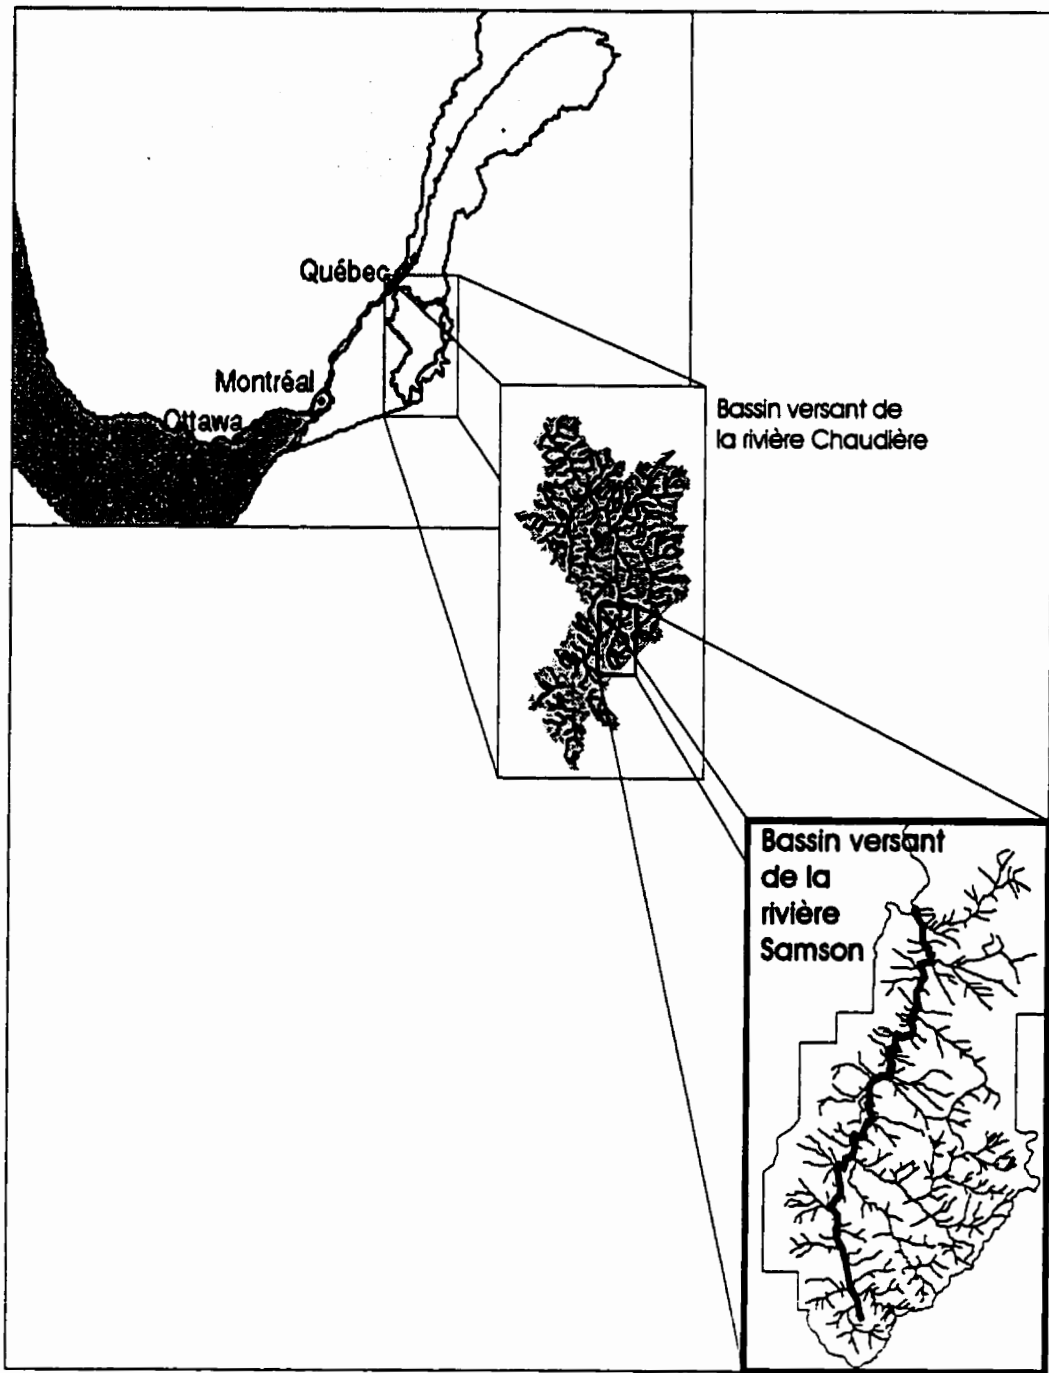 Québec
Montréal
Ottawa
Bassin versant de
la rivière Chaudière
Bassin versant
de la
rivière
Samson